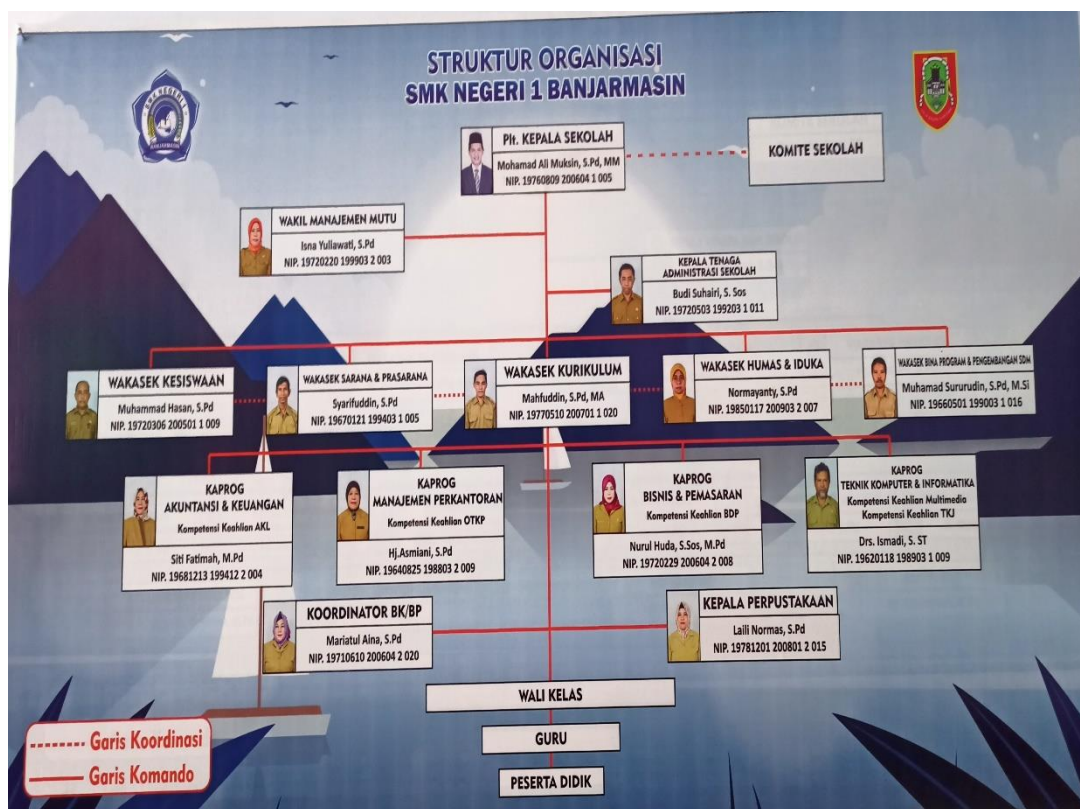 STRUKTUR ORGANISASI
SMK NEGERI 1 BANJARMASIN
SMK NEGERI 1
Plt. KEPALA SEKOLAH
Mohamad Ali Muksin, S.Pd, MM
NIP. 19760809 200604 1 005
KOMITE SEKOLAH
WAKIL MANAJEMEN MUTU
Isna Yuliawati, S.Pd
NIP. 19720220 199903 2 003
KEPALA TENAGA
ADMINISTRASI SEKOLAH
Budi Suhairi, S. Sos
NIP. 19720503 199203 1 011
WAKASEK KESISWAAN
Muhammad Hasan, S.Pd
NIP. 19720306 200501 1 009
WAKASEK SARANA & PRASARANA
Syarifuddin, S.Pd
NIP. 19670121 199403 1 005
WAKASEK KURIKULUM
Mahfuddin, S.Pd, MA
NIP. 19770510 200701 1 020
WAKASEK HUMAS & IDUKA
Normayanty, S.Pd
NIP. 19850117 200903 2 007
WAKASEK BINA PROGRAM & PENGEMBANGAN SDM
Muhamad Sururudin, S.Pd, M.Si
NIP. 19660501 199003 1 016
KAPROG
AKUNTANSI & KEUANGAN
Kompetensi Keahlian AKL
Siti Fatimah, M.Pd
NIP. 19681213 199412 2 004
KAPROG
MANAJEMEN PERKANTORAN
Kompetensi Keahlian OTKP
Hj.Asmiani, S.Pd
NIP. 19640825 198803 2 009
KAPROG
BISNIS & PEMASARAN
Kompetensi Keahlian BDP
Nurul Huda, S.Sos, M.Pd
NIP. 19720229 200604 2 008
KAPROG
TEKNIK KOMPUTER & INFORMATIKA
Kompetensi Keahlian Multimedia
Kompetensi Keahlian TKJ
Drs. Ismadi, S. ST
NIP. 19620118 198903 1 009
KOORDINATOR BK/BP
Mariatul Aina, S.Pd
NIP. 19710610 200604 2 020
KEPALA PERPUSTAKAAN
Laili Normas, S.Pd
NIP. 19781201 200801 2 015
WALI KELAS
GURU
PESERTA DIDIK
Garis Koordinasi
Garis Komando